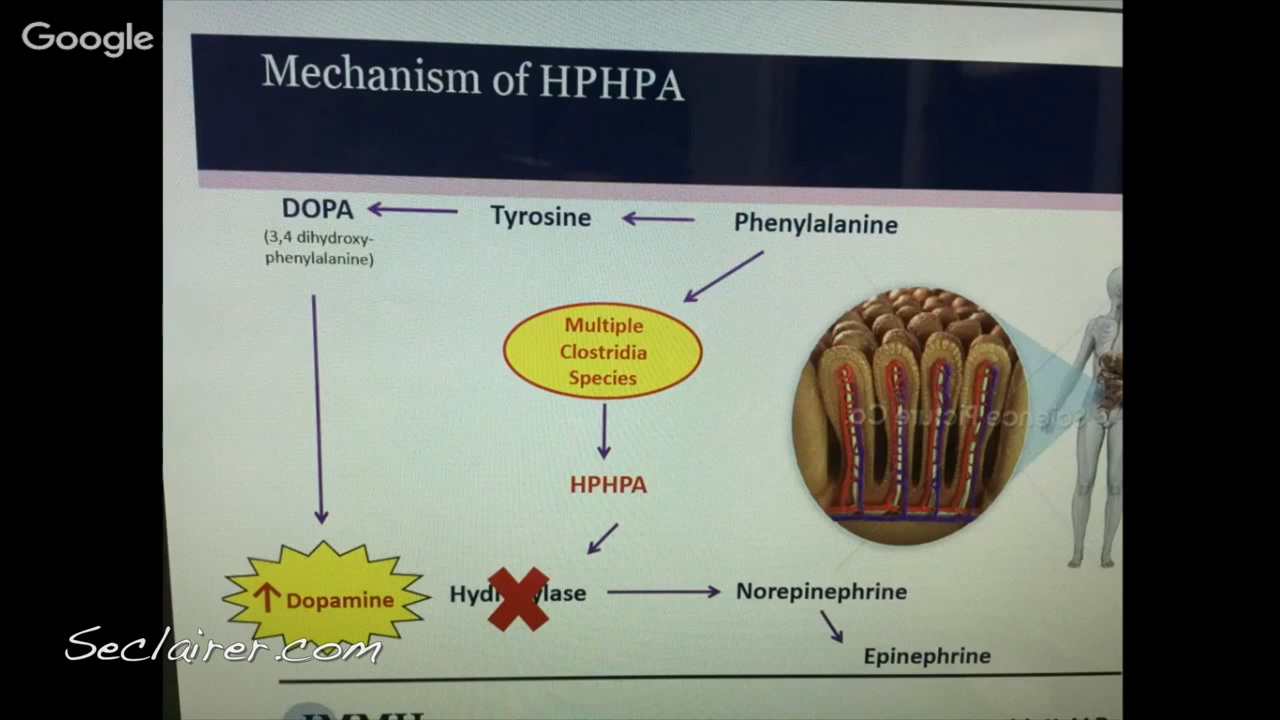 Google
Mechanism of HPHPA
DOPA
(3,4 dihydroxy-
phenylalanine)
Tyrosine
Phenylalanine
Multiple
Clostridia
Species
HPHPA
↑ Dopamine
Norepinephrine
Epinephrine
Seclairer.com